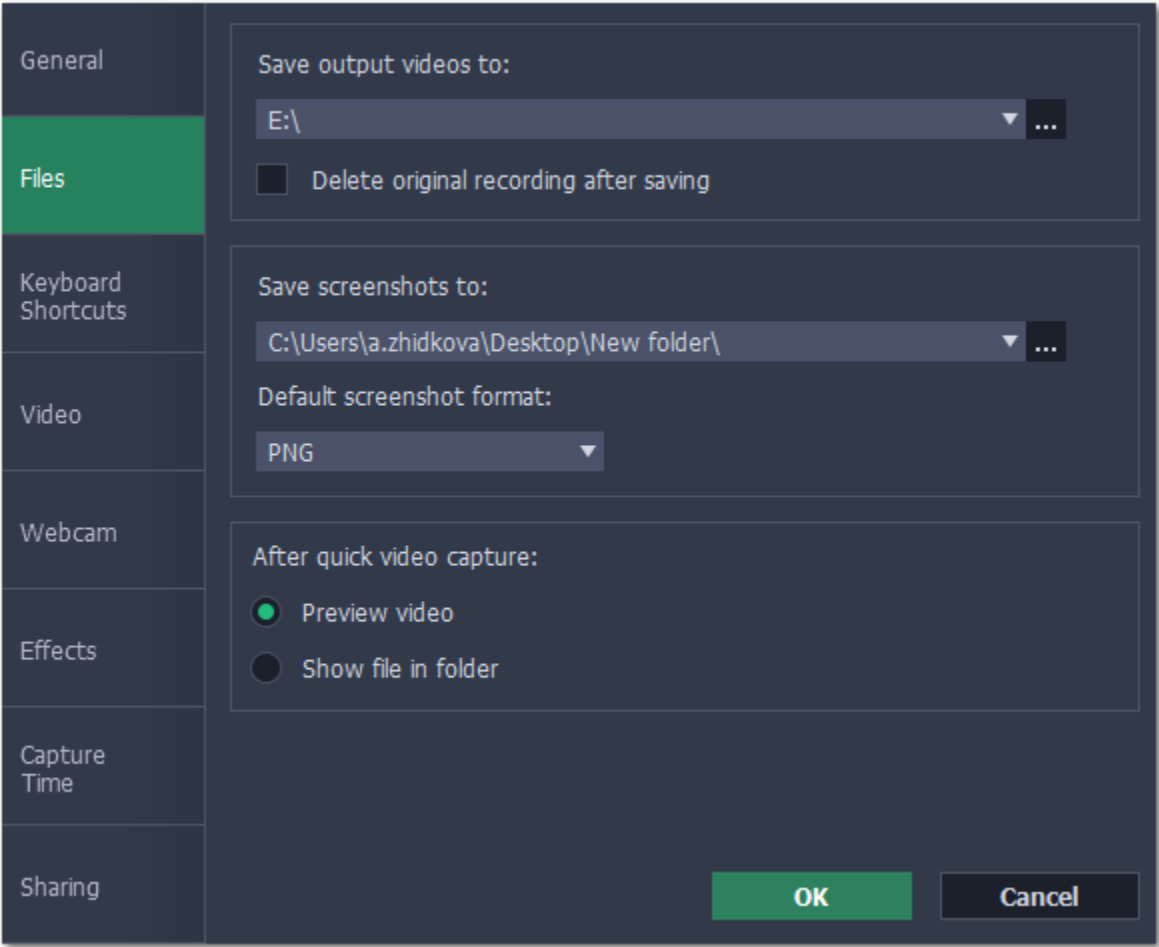 General
Files
Keyboard
Shortcuts
Video
Webcam
Effects
Capture
Time
Sharing
Save output videos to:
E:\
...
Delete original recording after saving
Save screenshots to:
C:\Users\a.zhidkova\Desktop\New folder\
...
Default screenshot format:
PNG
After quick video capture:
Preview video
Show file in folder
OK
Cancel